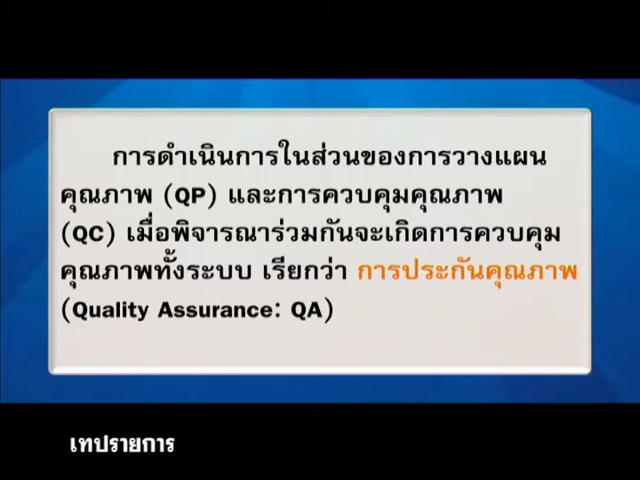 การดำเนินการในส่วนของการวางแผน
คุณภาพ (QP) และการควบคุมคุณภาพ
(QC) เมื่อพิจารณาร่วมกันจะเกิดการควบคุม
คุณภาพทั้งระบบ เรียกว่า การประกันคุณภาพ
(Quality Assurance: QA)
เทปรายการ